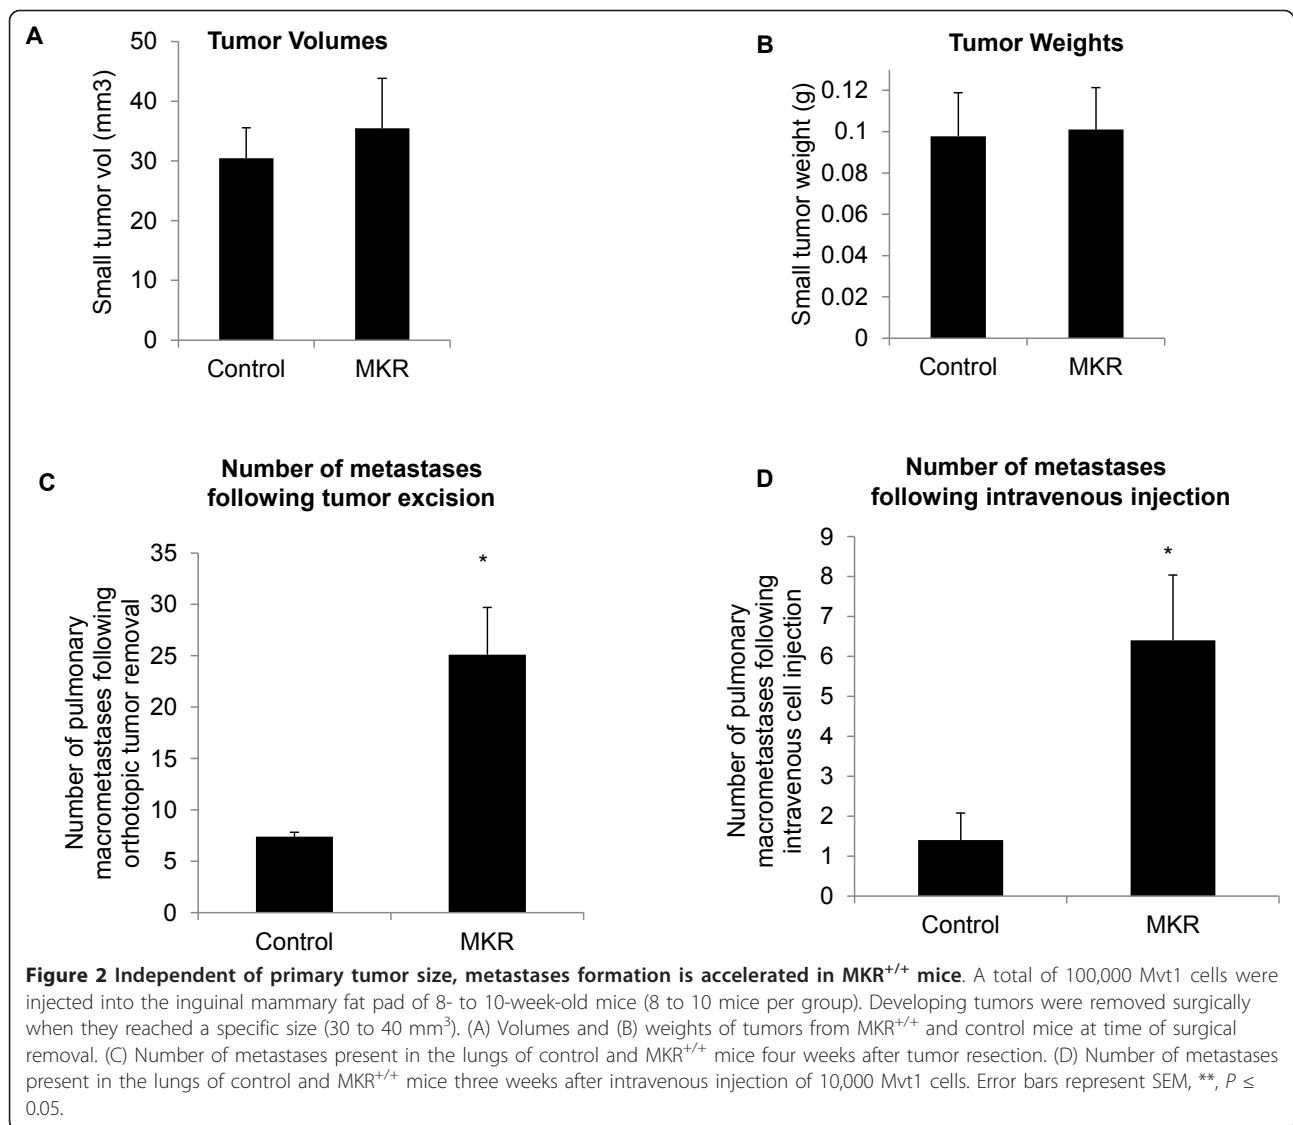 A
Tumor Volumes
Small tumor vol (mm3)
50
40
30
20
10
0
Control
MKR
B
Tumor Weights
Small tumor weight (g)
0.12
0.1
0.08
0.06
0.04
0.02
0
Control
MKR
C
Number of metastases
following tumor excision
Number of pulmonary
macrometastases following
orthotopic tumor removal
35
30
25
20
15
10
5
0
*
Control
MKR
D
Number of metastases
following intravenous injection
Number of pulmonary
macrometastases following
intravenous cell injection
9
8
7
6
5
4
3
2
1
0
*
Control
MKR
Figure 2 Independent of primary tumor size, metastases formation is accelerated in MKR+/+ mice. A total of 100,000 Mvt1 cells were
injected into the inguinal mammary fat pad of 8- to 10-week-old mice (8 to 10 mice per group). Developing tumors were removed surgically
when they reached a specific size (30 to 40 mm3). (A) Volumes and (B) weights of tumors from MKR+/+ and control mice at time of surgical
removal. (C) Number of metastases present in the lungs of control and MKR+/+ mice four weeks after tumor resection. (D) Number of metastases
present in the lungs of control and MKR+/+ mice three weeks after intravenous injection of 10,000 Mvt1 cells. Error bars represent SEM, **, P ≤
0.05.